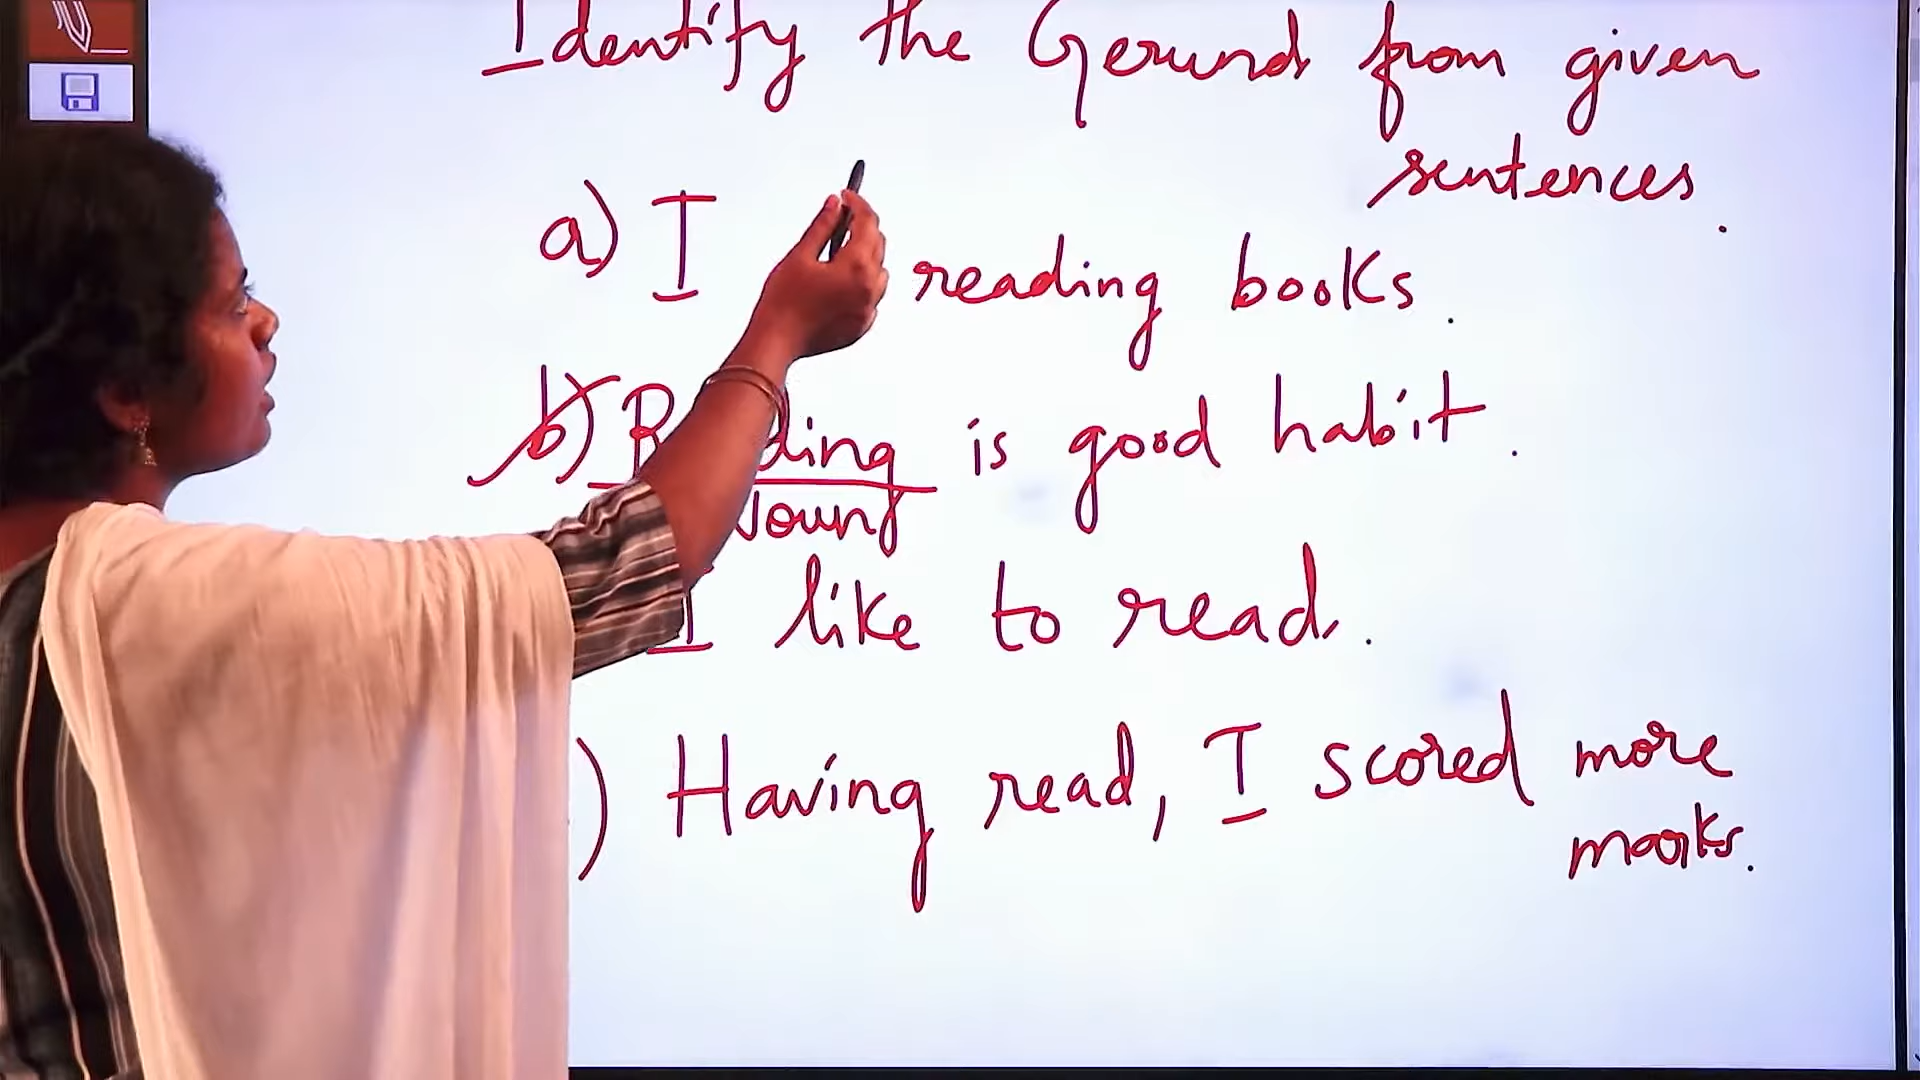 Identify the Gerund from given
sentences.
a) I reading books.
b) Reading is good habit.
Noun
I like to read.
) Having read, I scored more
marks.